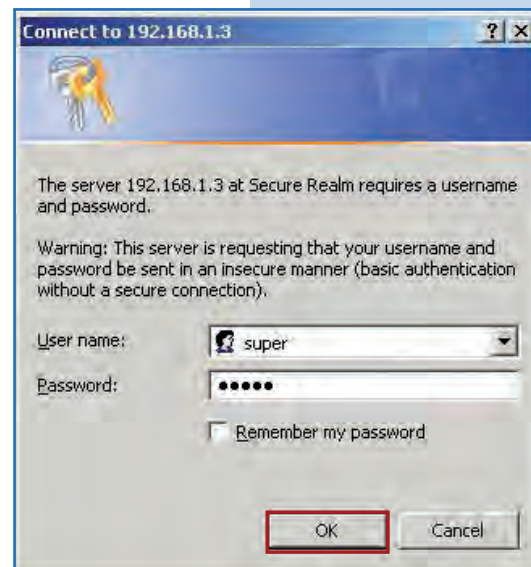 Connect to 192.168.1.3
? ×
The server 192.168.1.3 at Secure Realm requires a username
and password.
Warning: This server is requesting that your username and
password be sent in an insecure manner (basic authentication
without a secure connection).
User name: super
Password: •••••
Remember my password
OK Cancel